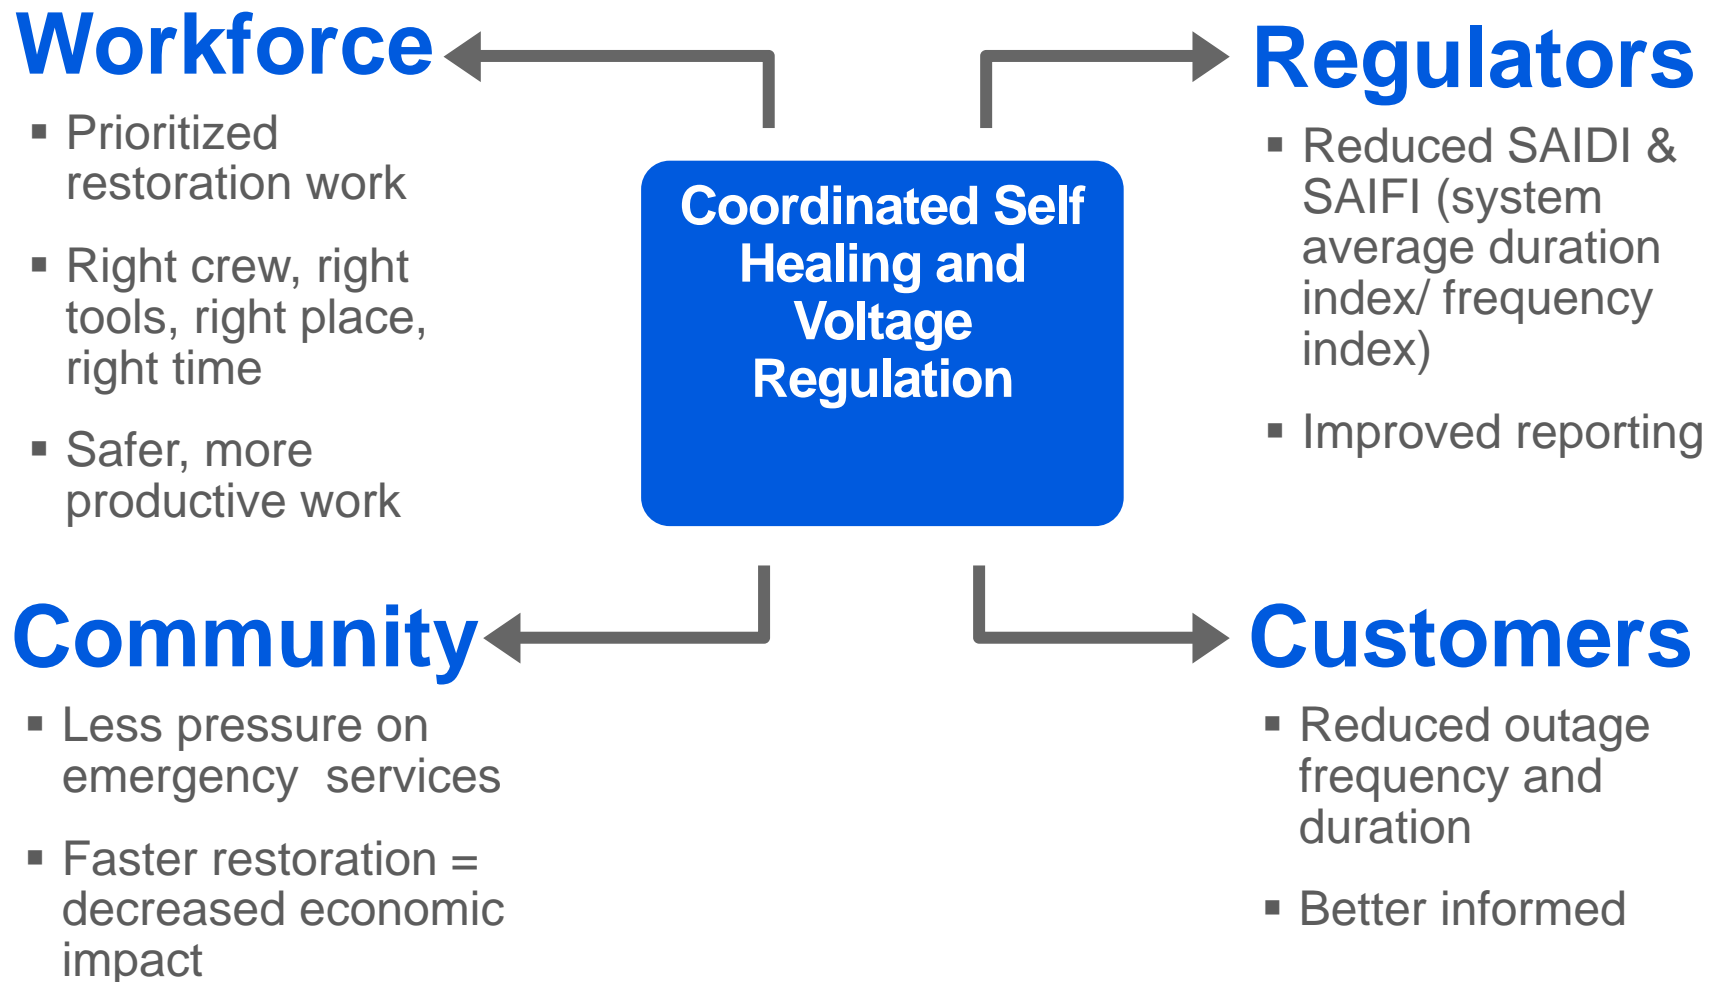 Workforce
▪ Prioritized
restoration work
▪ Right crew, right
tools, right place,
right time
▪ Safer, more
productive work
Regulators
▪ Reduced SAIDI &
SAIFI (system
average duration
index/ frequency
index)
▪ Improved reporting
Coordinated Self
Healing and
Voltage
Regulation
Community
▪ Less pressure on
emergency  services
▪ Faster restoration =
decreased economic
impact
Customers
▪ Reduced outage
frequency and
duration
▪ Better informed